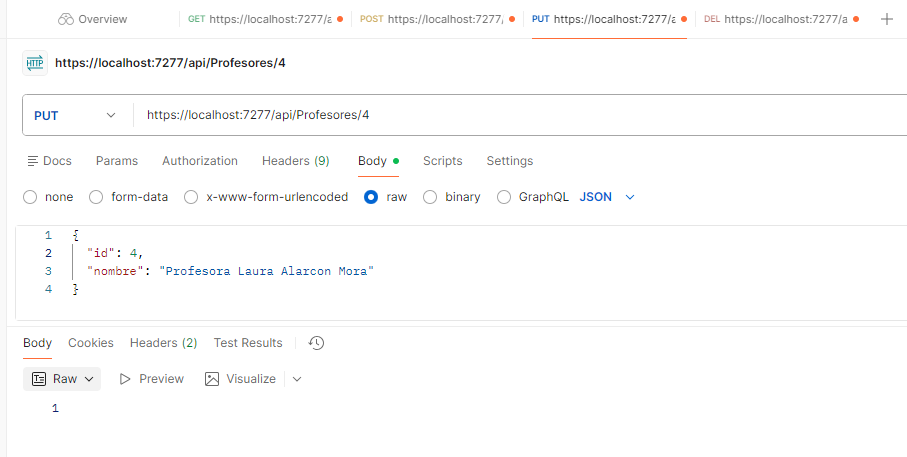 Overview GET https://localhost:7277/a POST https://localhost:7277/ PUT https://localhost:7277/a DEL https://localhost:7277/a
HTTP https://localhost:7277/api/Profesores/4
PUT https://localhost:7277/api/Profesores/4
Docs Params Authorization Headers (9) Body Scripts Settings
none form-data x-www-form-urlencoded raw binary GraphQL JSON
1 {
2 "id": 4,
3 "nombre": "Profesora Laura Alarcon Mora"
4 }
Body Cookies Headers (2) Test Results
Raw Preview Visualize
1